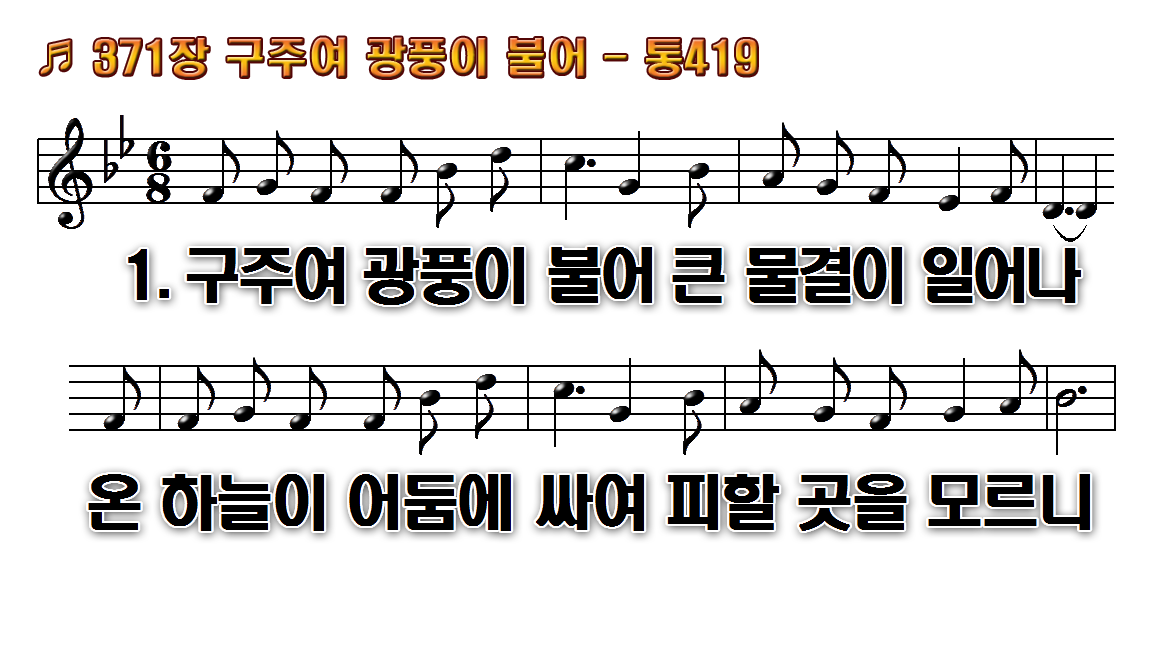 ♬ 371장 구주여 광풍이 불어 - 통419
6
8
1. 구주여 광풍이 불어 큰 물결이 일어나
온 하늘이 어둠에 싸여 피할 곳을 모르니